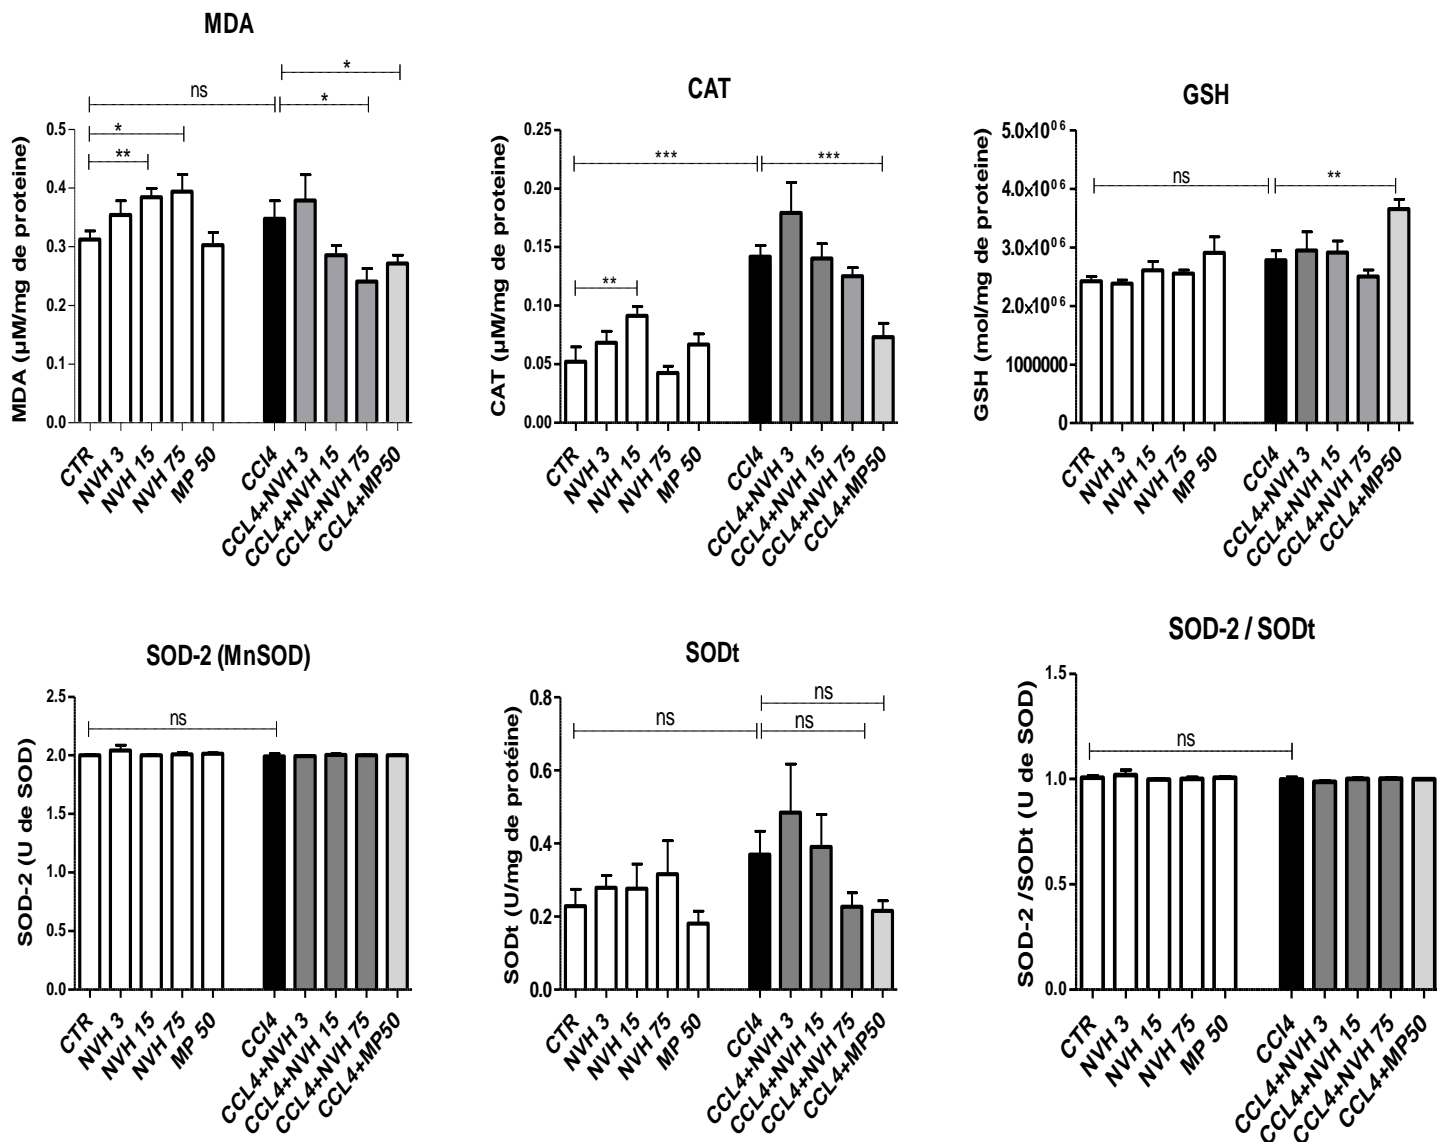 MDA
*
ns
*
*
**
MDA (µM/mg de proteine)
0.5
0.4
0.3
0.2
0.1
0.0
CTR
NVH 3
NVH 15
NVH 75
MP 50
CCl4
CCL4+NVH 3
CCL4+NVH 15
CCL4+NVH 75
CCL4+MP50
CAT
***
***
**
CAT (µM/mg de proteine)
0.25
0.20
0.15
0.10
0.05
0.00
CTR
NVH 3
NVH 15
NVH 75
MP 50
CCl4
CCL4+NVH 3
CCL4+NVH 15
CCL4+NVH 75
CCL4+MP50
GSH
ns
**
GSH (mol/mg de proteine)
5.0×10⁰⁶
4.0×10⁰⁶
3.0×10⁰⁶
2.0×10⁰⁶
1000000
0
CTR
NVH 3
NVH 15
NVH 75
MP 50
CCl4
CCL4+NVH 3
CCL4+NVH 15
CCL4+NVH 75
CCL4+MP50
SOD-2 (MnSOD)
ns
SOD-2 (U de SOD)
2.5
2.0
1.5
1.0
0.5
0.0
CTR
NVH 3
NVH 15
NVH 75
MP 50
CCl4
CCL4+NVH 3
CCL4+NVH 15
CCL4+NVH 75
CCL4+MP50
SODt
ns
ns
ns
SODt (U/mg de protéine)
0.8
0.6
0.4
0.2
0.0
CTR
NVH 3
NVH 15
NVH 75
MP 50
CCl4
CCL4+NVH 3
CCL4+NVH 15
CCL4+NVH 75
CCL4+MP50
SOD-2 / SODt
ns
SOD-2 /SODt (U de SOD)
1.5
1.0
0.5
0.0
CTR
NVH 3
NVH 15
NVH 75
MP 50
CCl4
CCL4+NVH 3
CCL4+NVH 15
CCL4+NVH 75
CCL4+MP50